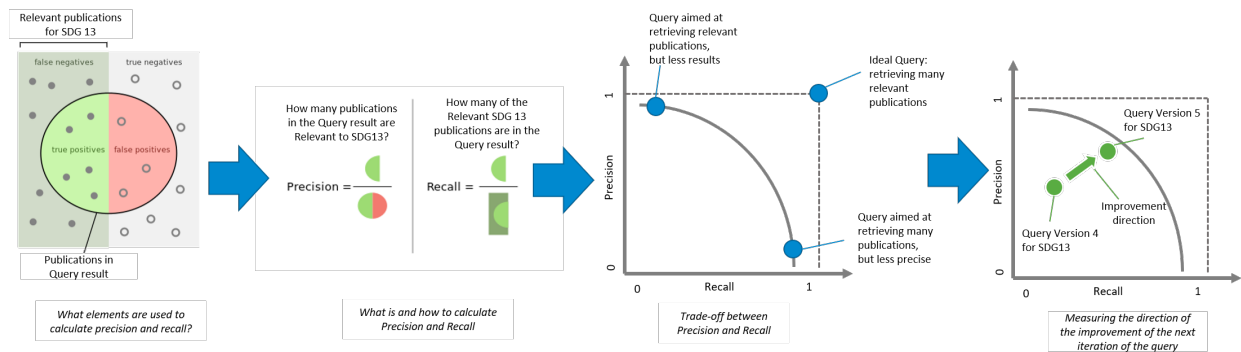 Relevant publications
for SDG 13
false negatives
true negatives
true positives
false positives
Publications in
Query result
What elements are used to
calculate precision and recall?
How many publications
in the Query result are
Relevant to SDG13?
Precision =
How many of the
Relevant SDG 13
publications are in the
Query result?
Recall =
What is and how to calculate
Precision and Recall
Query aimed at
retrieving relevant
publications,
but less results
Ideal Query:
retrieving many
relevant
publications
1
Precision
0
Query aimed at
retrieving many
publications,
but less precise
0
Recall
1
Trade-off between
Precision and Recall
1
Precision
0
Query Version 5
for SDG13
Improvement
direction
Query Version 4
for SDG13
0
Recall
1
Measuring the direction of
the improvement of the next
iteration of the query